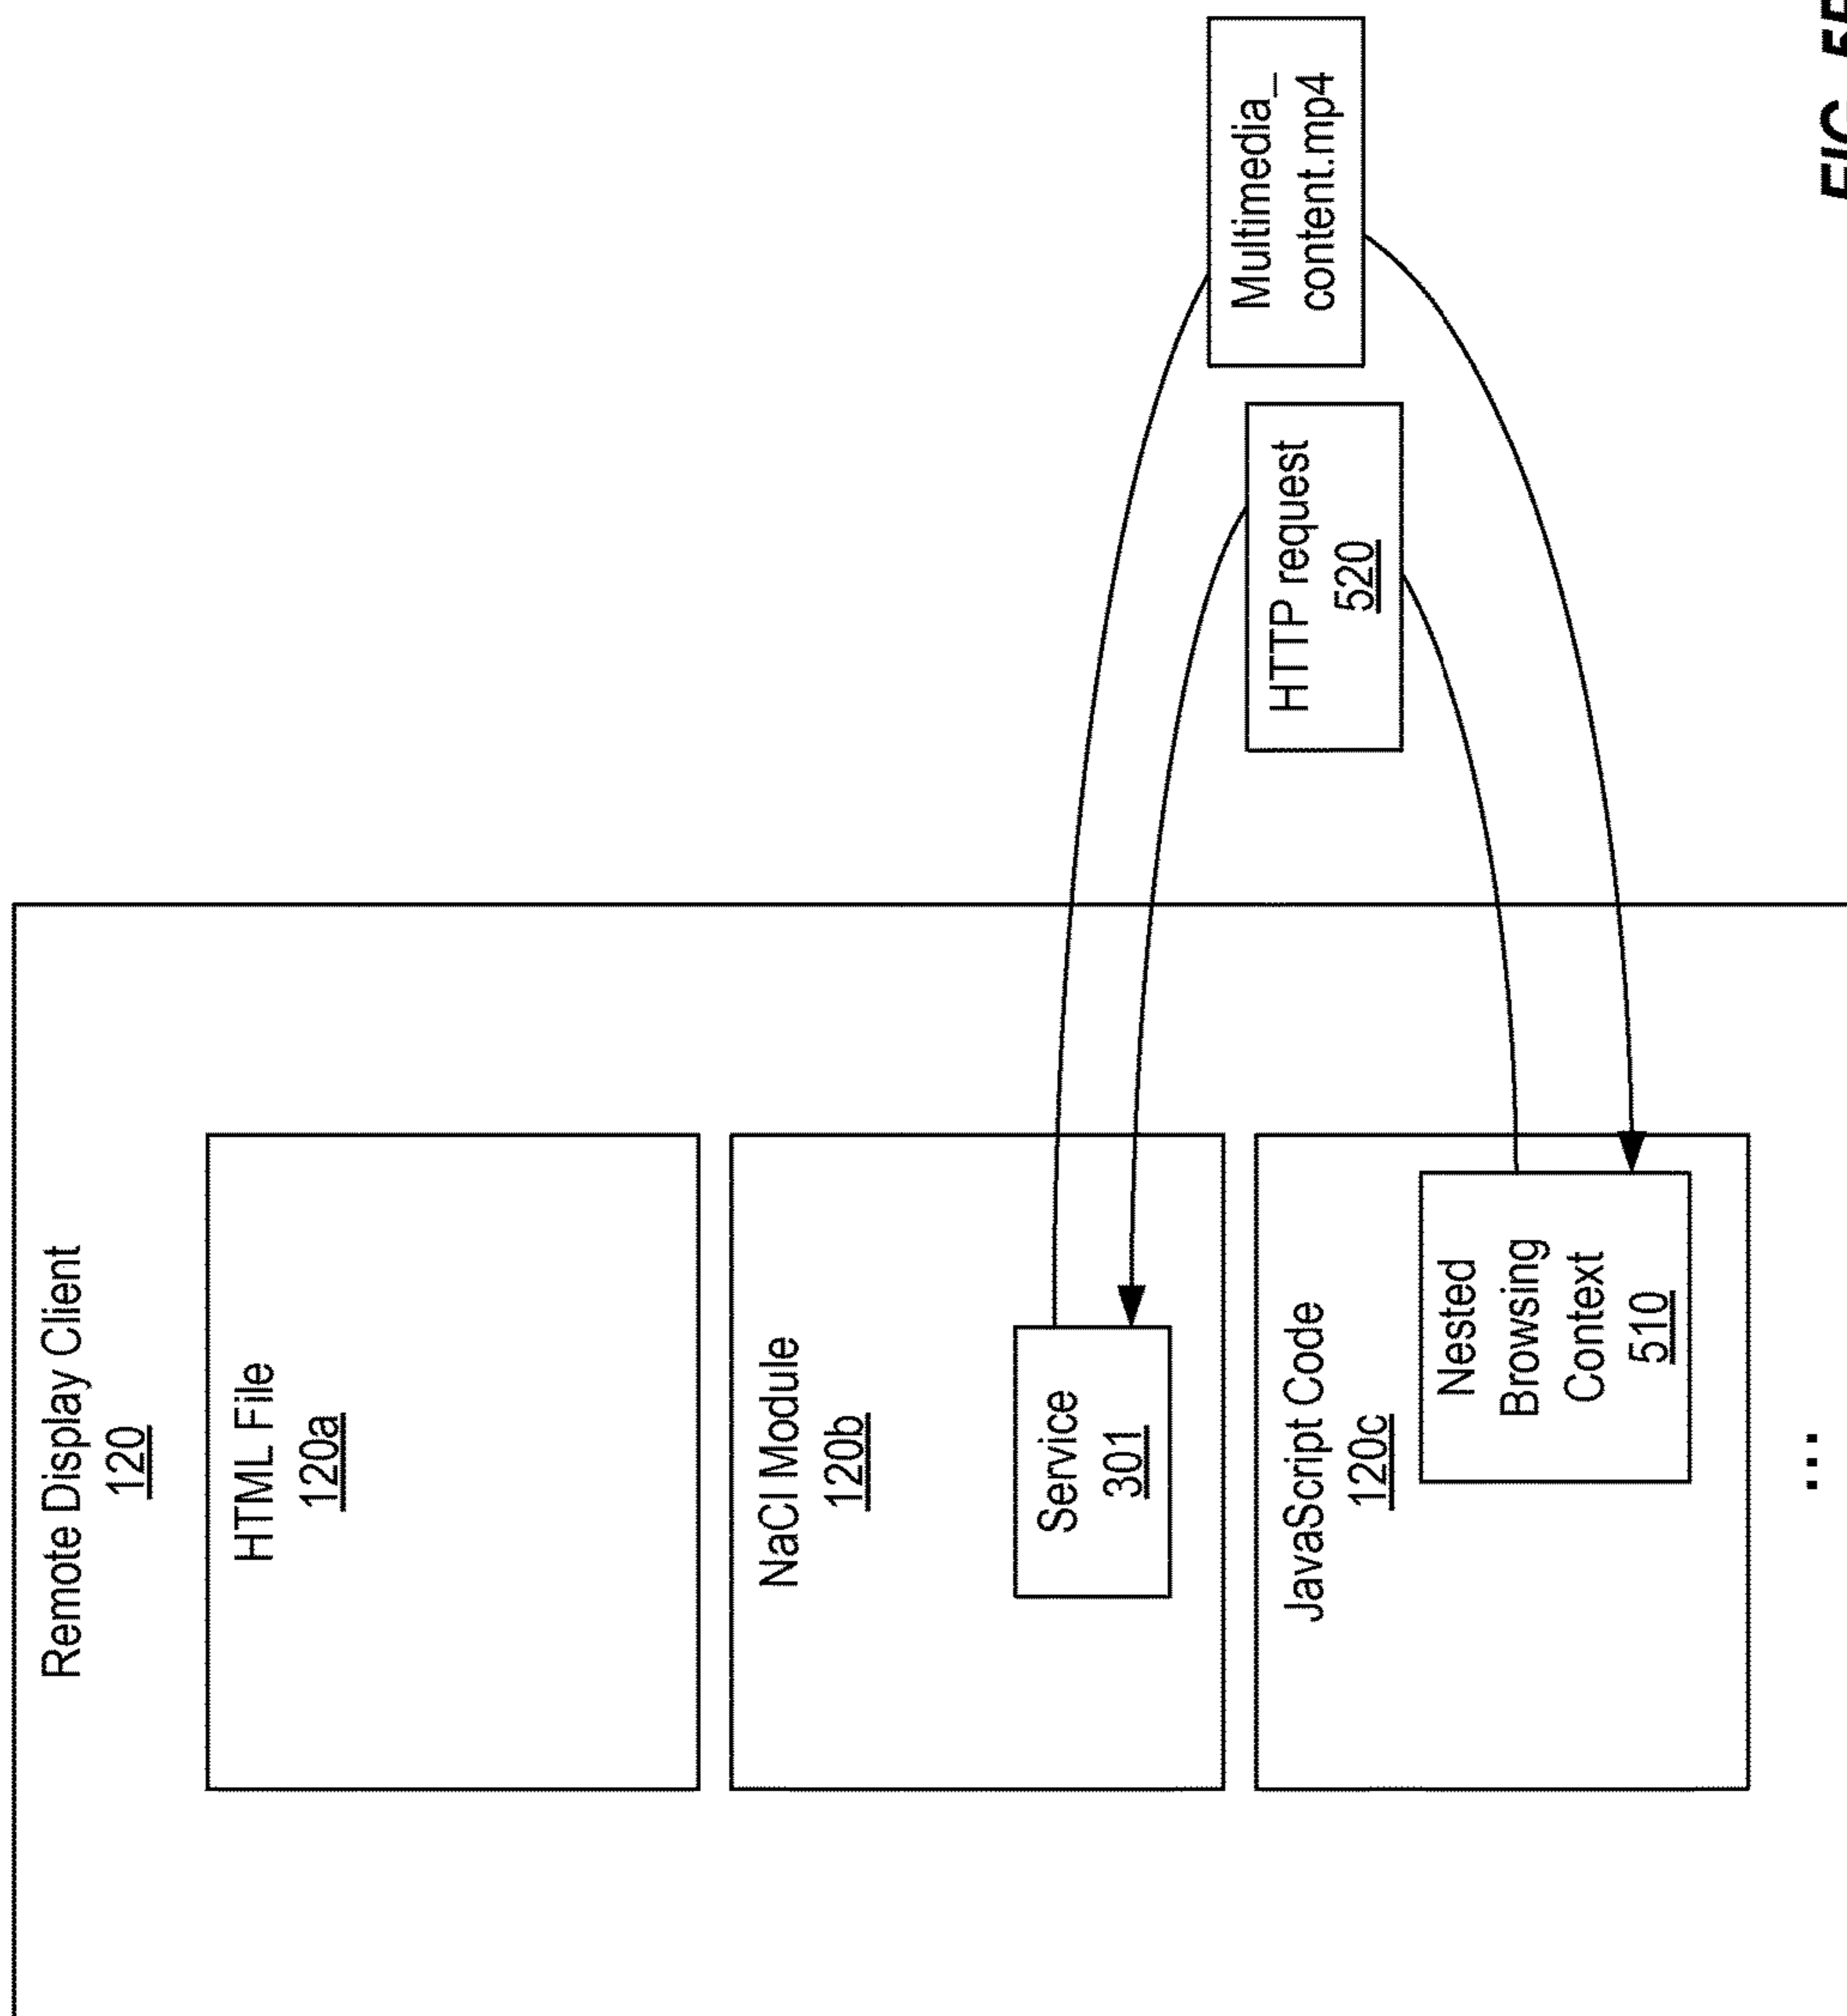 Remote Display Client
120
HTML File
120a
NaCl Module
120b
Service
301
JavaScript Code
120c
Nested
Browsing
Context
510
...
HTTP request
520
Multimedia_
content.mp4
FIG.